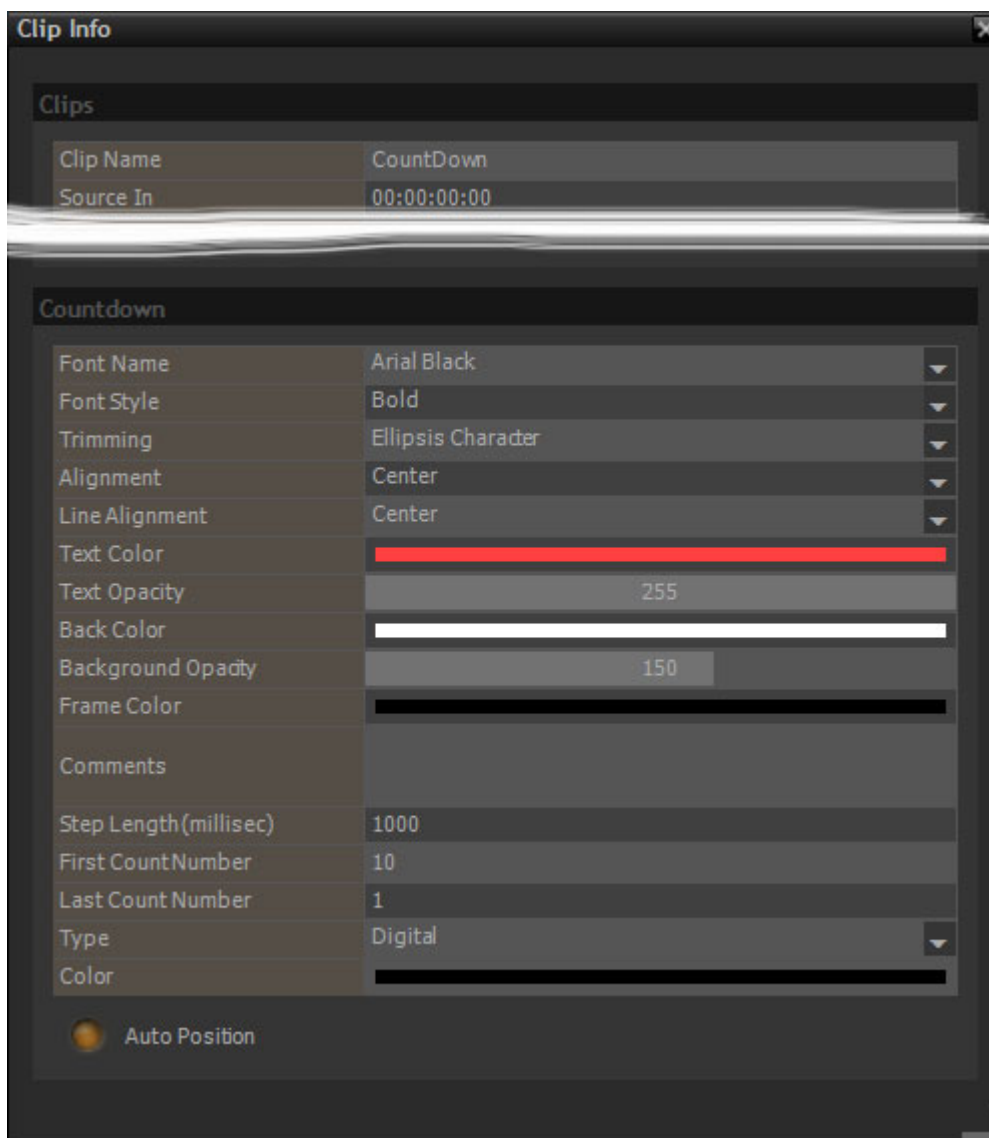 Clip Info
Clips
Clip Name CountDown
Source In 00:00:00:00
Countdown
Font Name Arial Black
Font Style Bold
Trimming Ellipsis Character
Alignment Center
Line Alignment Center
Text Color
Text Opacity 255
Back Color
Background Opacity 150
Frame Color
Comments
Step Length(millisec) 1000
First Count Number 10
Last Count Number 1
Type Digital
Color
Auto Position